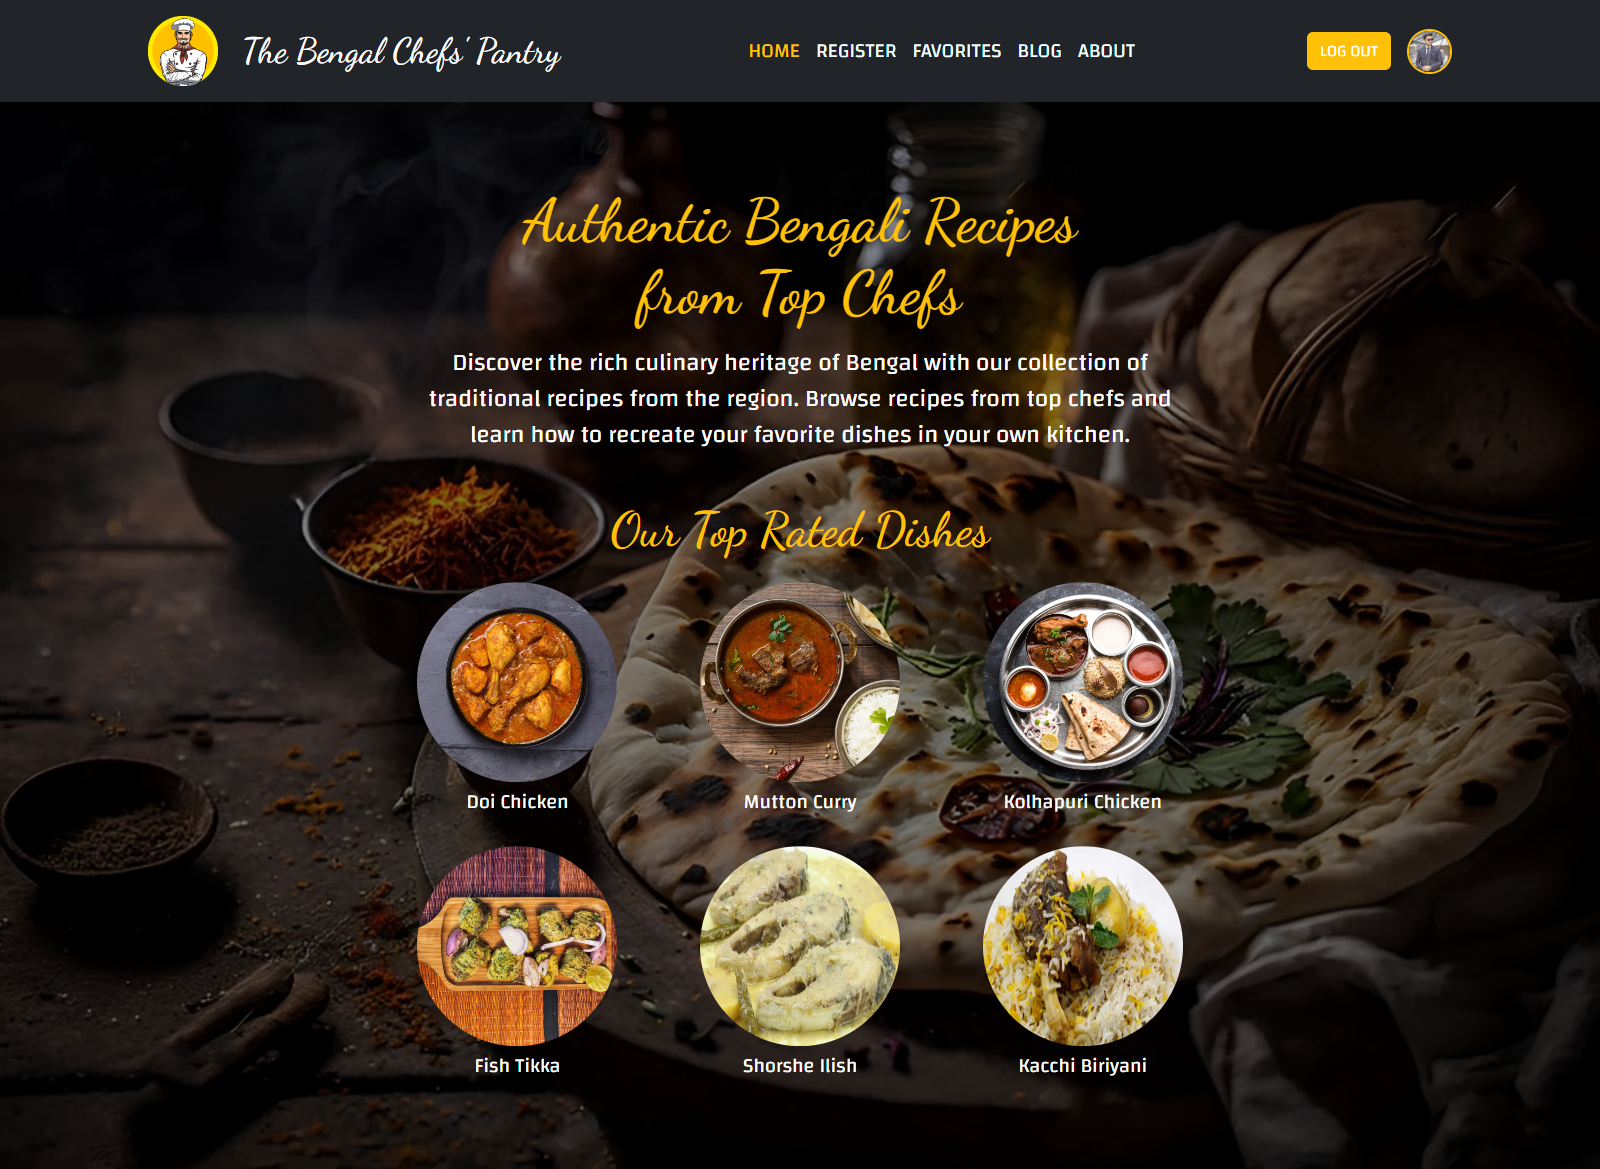 The Bengal Chefs' Pantry
HOME REGISTER FAVORITES BLOG ABOUT
LOG OUT
Authentic Bengali Recipes
from Top Chefs
Discover the rich culinary heritage of Bengal with our collection of
traditional recipes from the region. Browse recipes from top chefs and
learn how to recreate your favorite dishes in your own kitchen.
Our Top Rated Dishes
Doi Chicken
Mutton Curry
Kolhapuri Chicken
Fish Tikka
Shorshe Ilish
Kacchi Biriyani